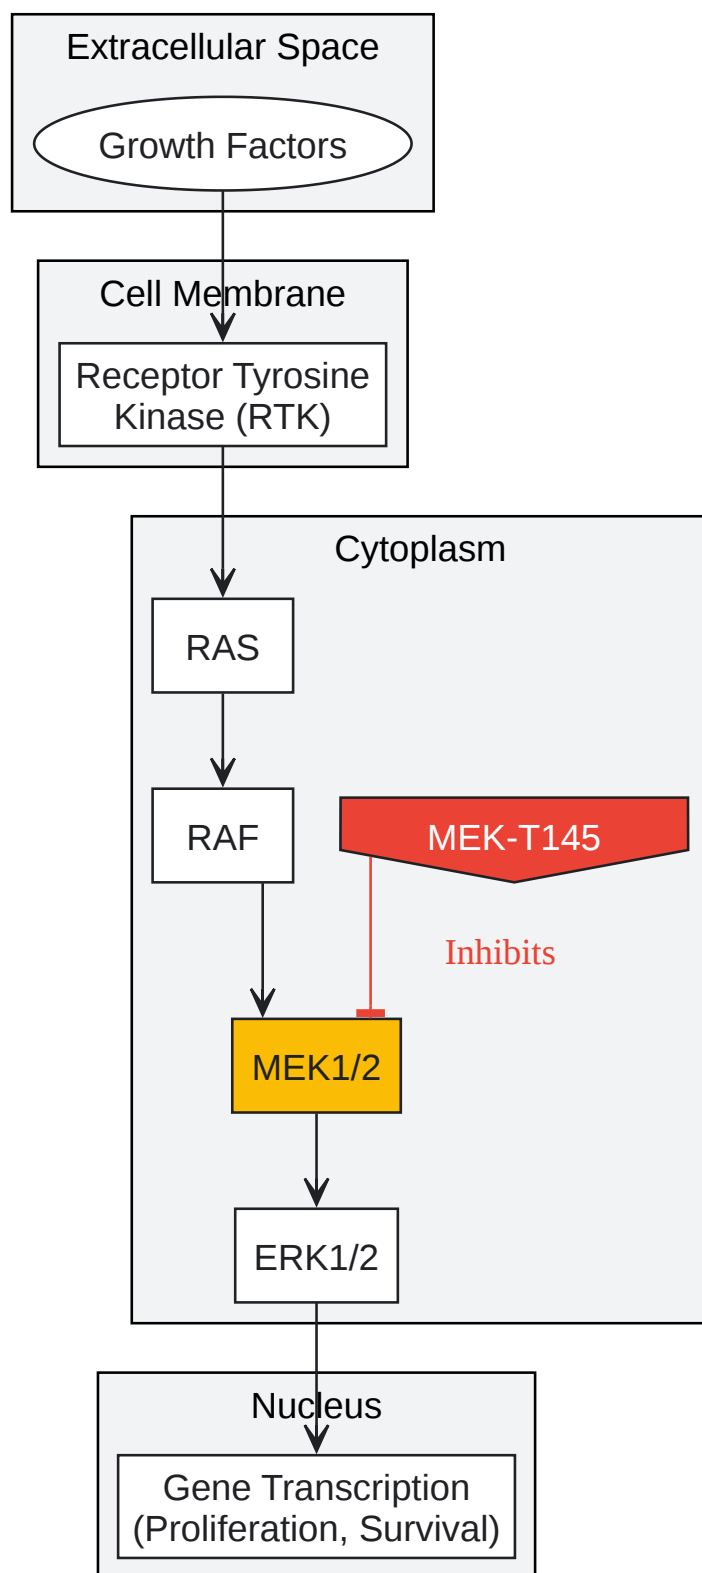 Extracellular Space
Growth Factors
Cell Membrane
Receptor Tyrosine
Kinase (RTK)
Cytoplasm
RAS
RAF
MEK-T145
Inhibits
MEK1/2
ERK1/2
Nucleus
Gene Transcription
(Proliferation, Survival)